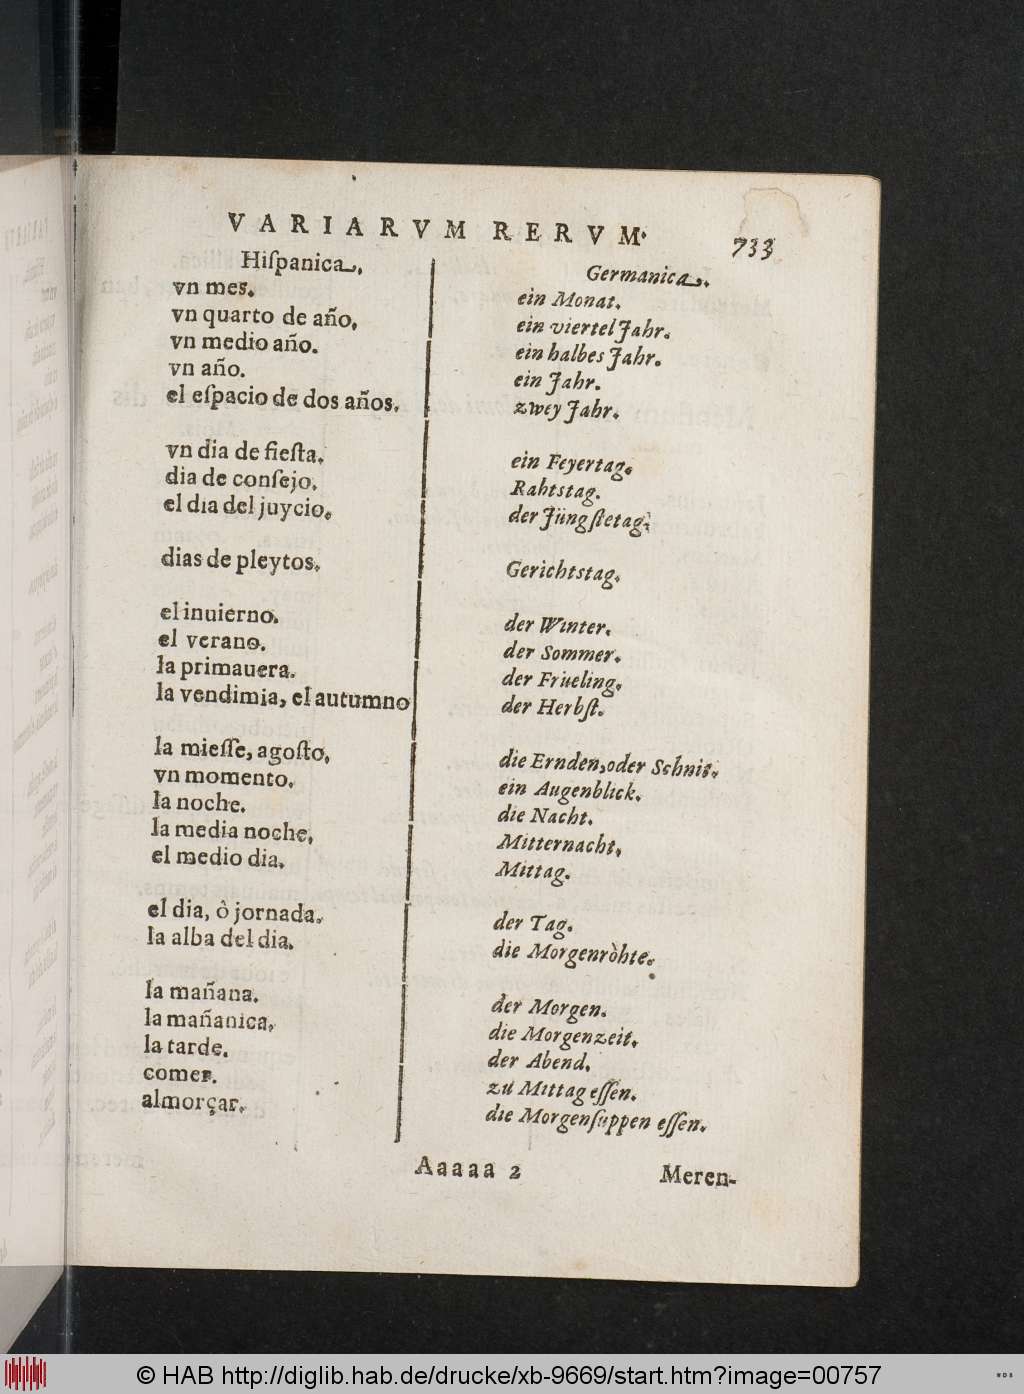 VARIARVM RERVM.
733
Hiſpanica.
vn mes.
vn quarto de año,
vn medio año.
vn año.
el eſpacio de dos años.
vn dia de fieſta.
dia de conſejo.
el dia del juycio.
dias de pleytos.
el inuierno.
el verano.
la primauera.
la vendimia, el autumno
la mieſſe, agoſto,
vn momento.
la noche.
la media noche,
el medio dia.
el dia, ò jornada.
la alba del dia.
la mañana.
la mañanica.
la tarde.
comer.
almorçar.
Germanica.
ein Monat.
ein viertel Jahr.
ein halbes Jahr.
ein Jahr.
zwey Jahr.
ein Feyertag.
Rahtstag.
der Jüngſtetag.
Gerichtstag.
der Winter.
der Sommer.
der Früeling.
der Herbſt.
die Ernden, oder Schnit.
ein Augenblick.
die Nacht.
Mitternacht,
Mittag.
der Tag.
die Morgenròhte.
der Morgen.
die Morgenzeit.
der Abend.
zu Mittag eſſen.
die Morgenſuppen eſſen.
Aaaaa 2
Meren-
© HAB http://diglib.hab.de/drucke/xb-9669/start.htm?image=00757